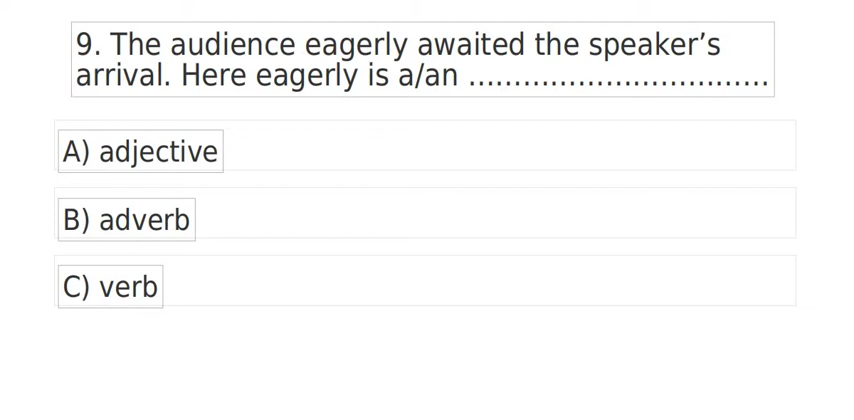 9. The audience eagerly awaited the speaker’s
arrival. Here eagerly is a/an ……………………………
A) adjective
B) adverb
C) verb